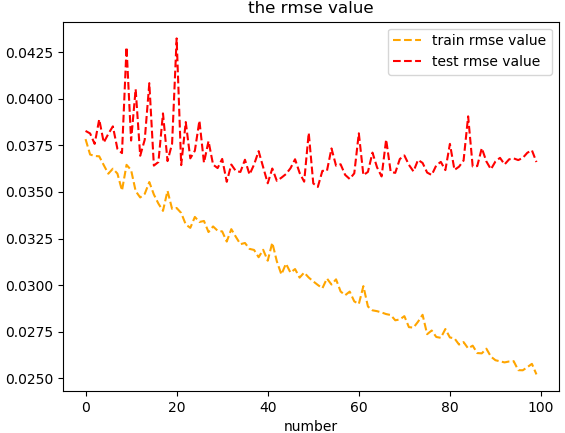 the rmse value
train rmse value
test rmse value
0.0425
0.0400
0.0375
0.0350
0.0325
0.0300
0.0275
0.0250
0 20 40 60 80 100
number